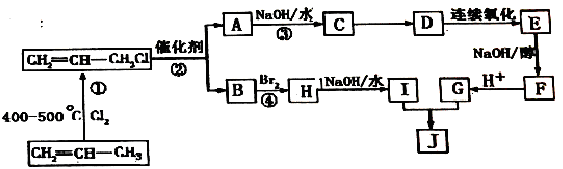 A NaOH/水 ③ C D 连续氧化 E
CH₂=CH-CH₃Cl 催化剂 ②
NaOH/醇
① B Br₂ ④ H NaOH/水 I G H⁺ F
400-500℃ Cl₂
J
CH₂=CH-CH₃